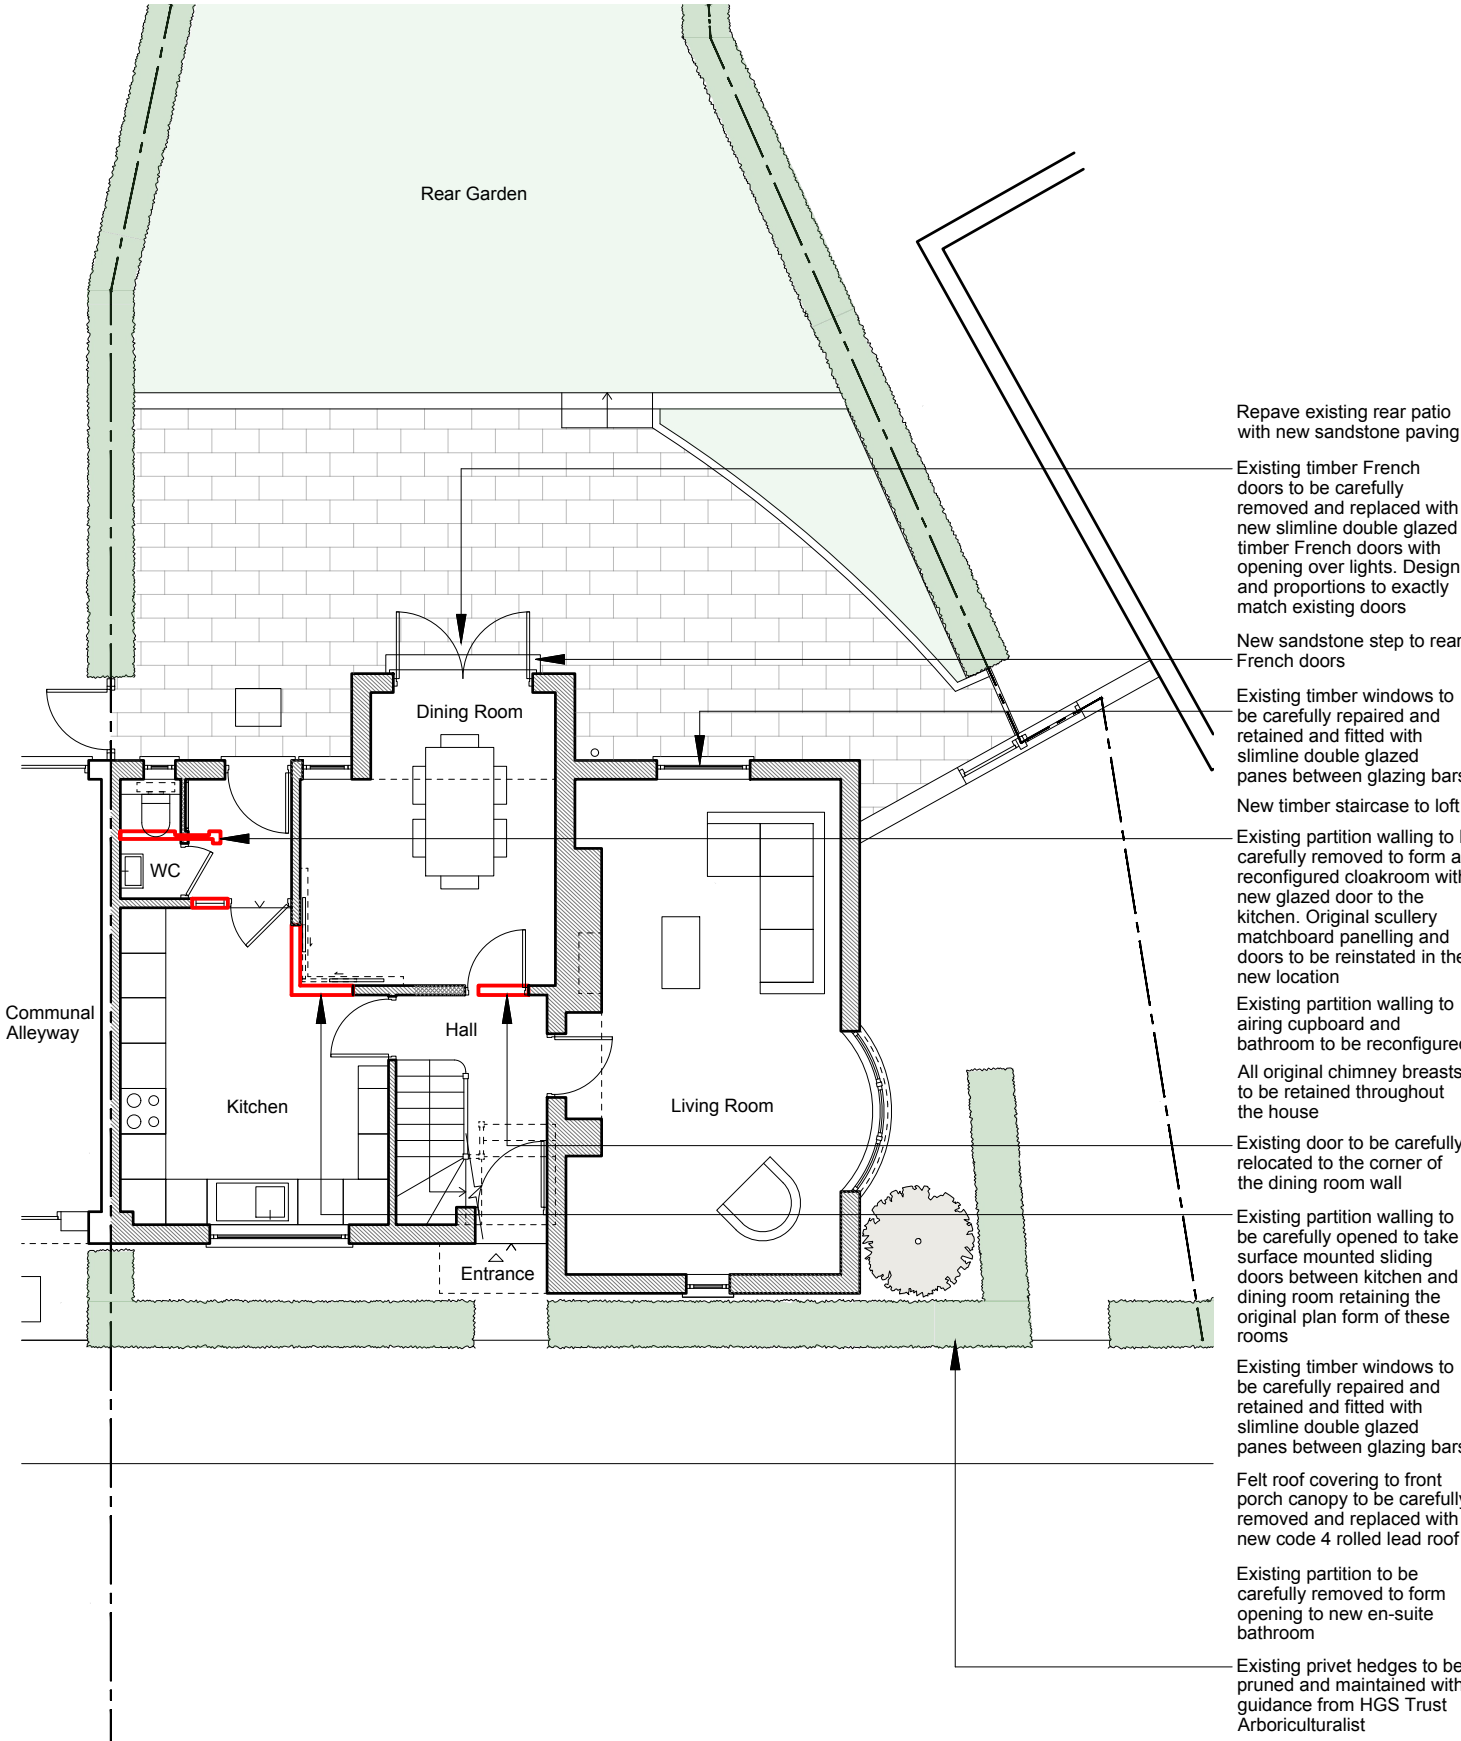 Rear Garden
Dining Room
WC
Communal
Alleyway
Hall
Kitchen
Living Room
Entrance
Repave existing rear patio
with new sandstone paving
Existing timber French
doors to be carefully
removed and replaced with
new slimline double glazed
timber French doors with
opening over lights. Design
and proportions to exactly
match existing doors
New sandstone step to rear
French doors
Existing timber windows to
be carefully repaired and
retained and fitted with
slimline double glazed
panes between glazing bars
New timber staircase to loft
Existing partition walling to
carefully removed to form a
reconfigured cloakroom with
new glazed door to the
kitchen. Original scullery
matchboard panelling and
doors to be reinstated in the
new location
Existing partition walling to
airing cupboard and
bathroom to be reconfigured
All original chimney breasts
to be retained throughout
the house
Existing door to be carefully
relocated to the corner of
the dining room wall
Existing partition walling to
be carefully opened to take
surface mounted sliding
doors between kitchen and
dining room retaining the
original plan form of these
rooms
Existing timber windows to
be carefully repaired and
retained and fitted with
slimline double glazed
panes between glazing bars
Felt roof covering to front
porch canopy to be carefully
removed and replaced with
new code 4 rolled lead roof
Existing partition to be
carefully removed to form
opening to new en-suite
bathroom
Existing privet hedges to be
pruned and maintained with
guidance from HGS Trust
Arboriculturalist